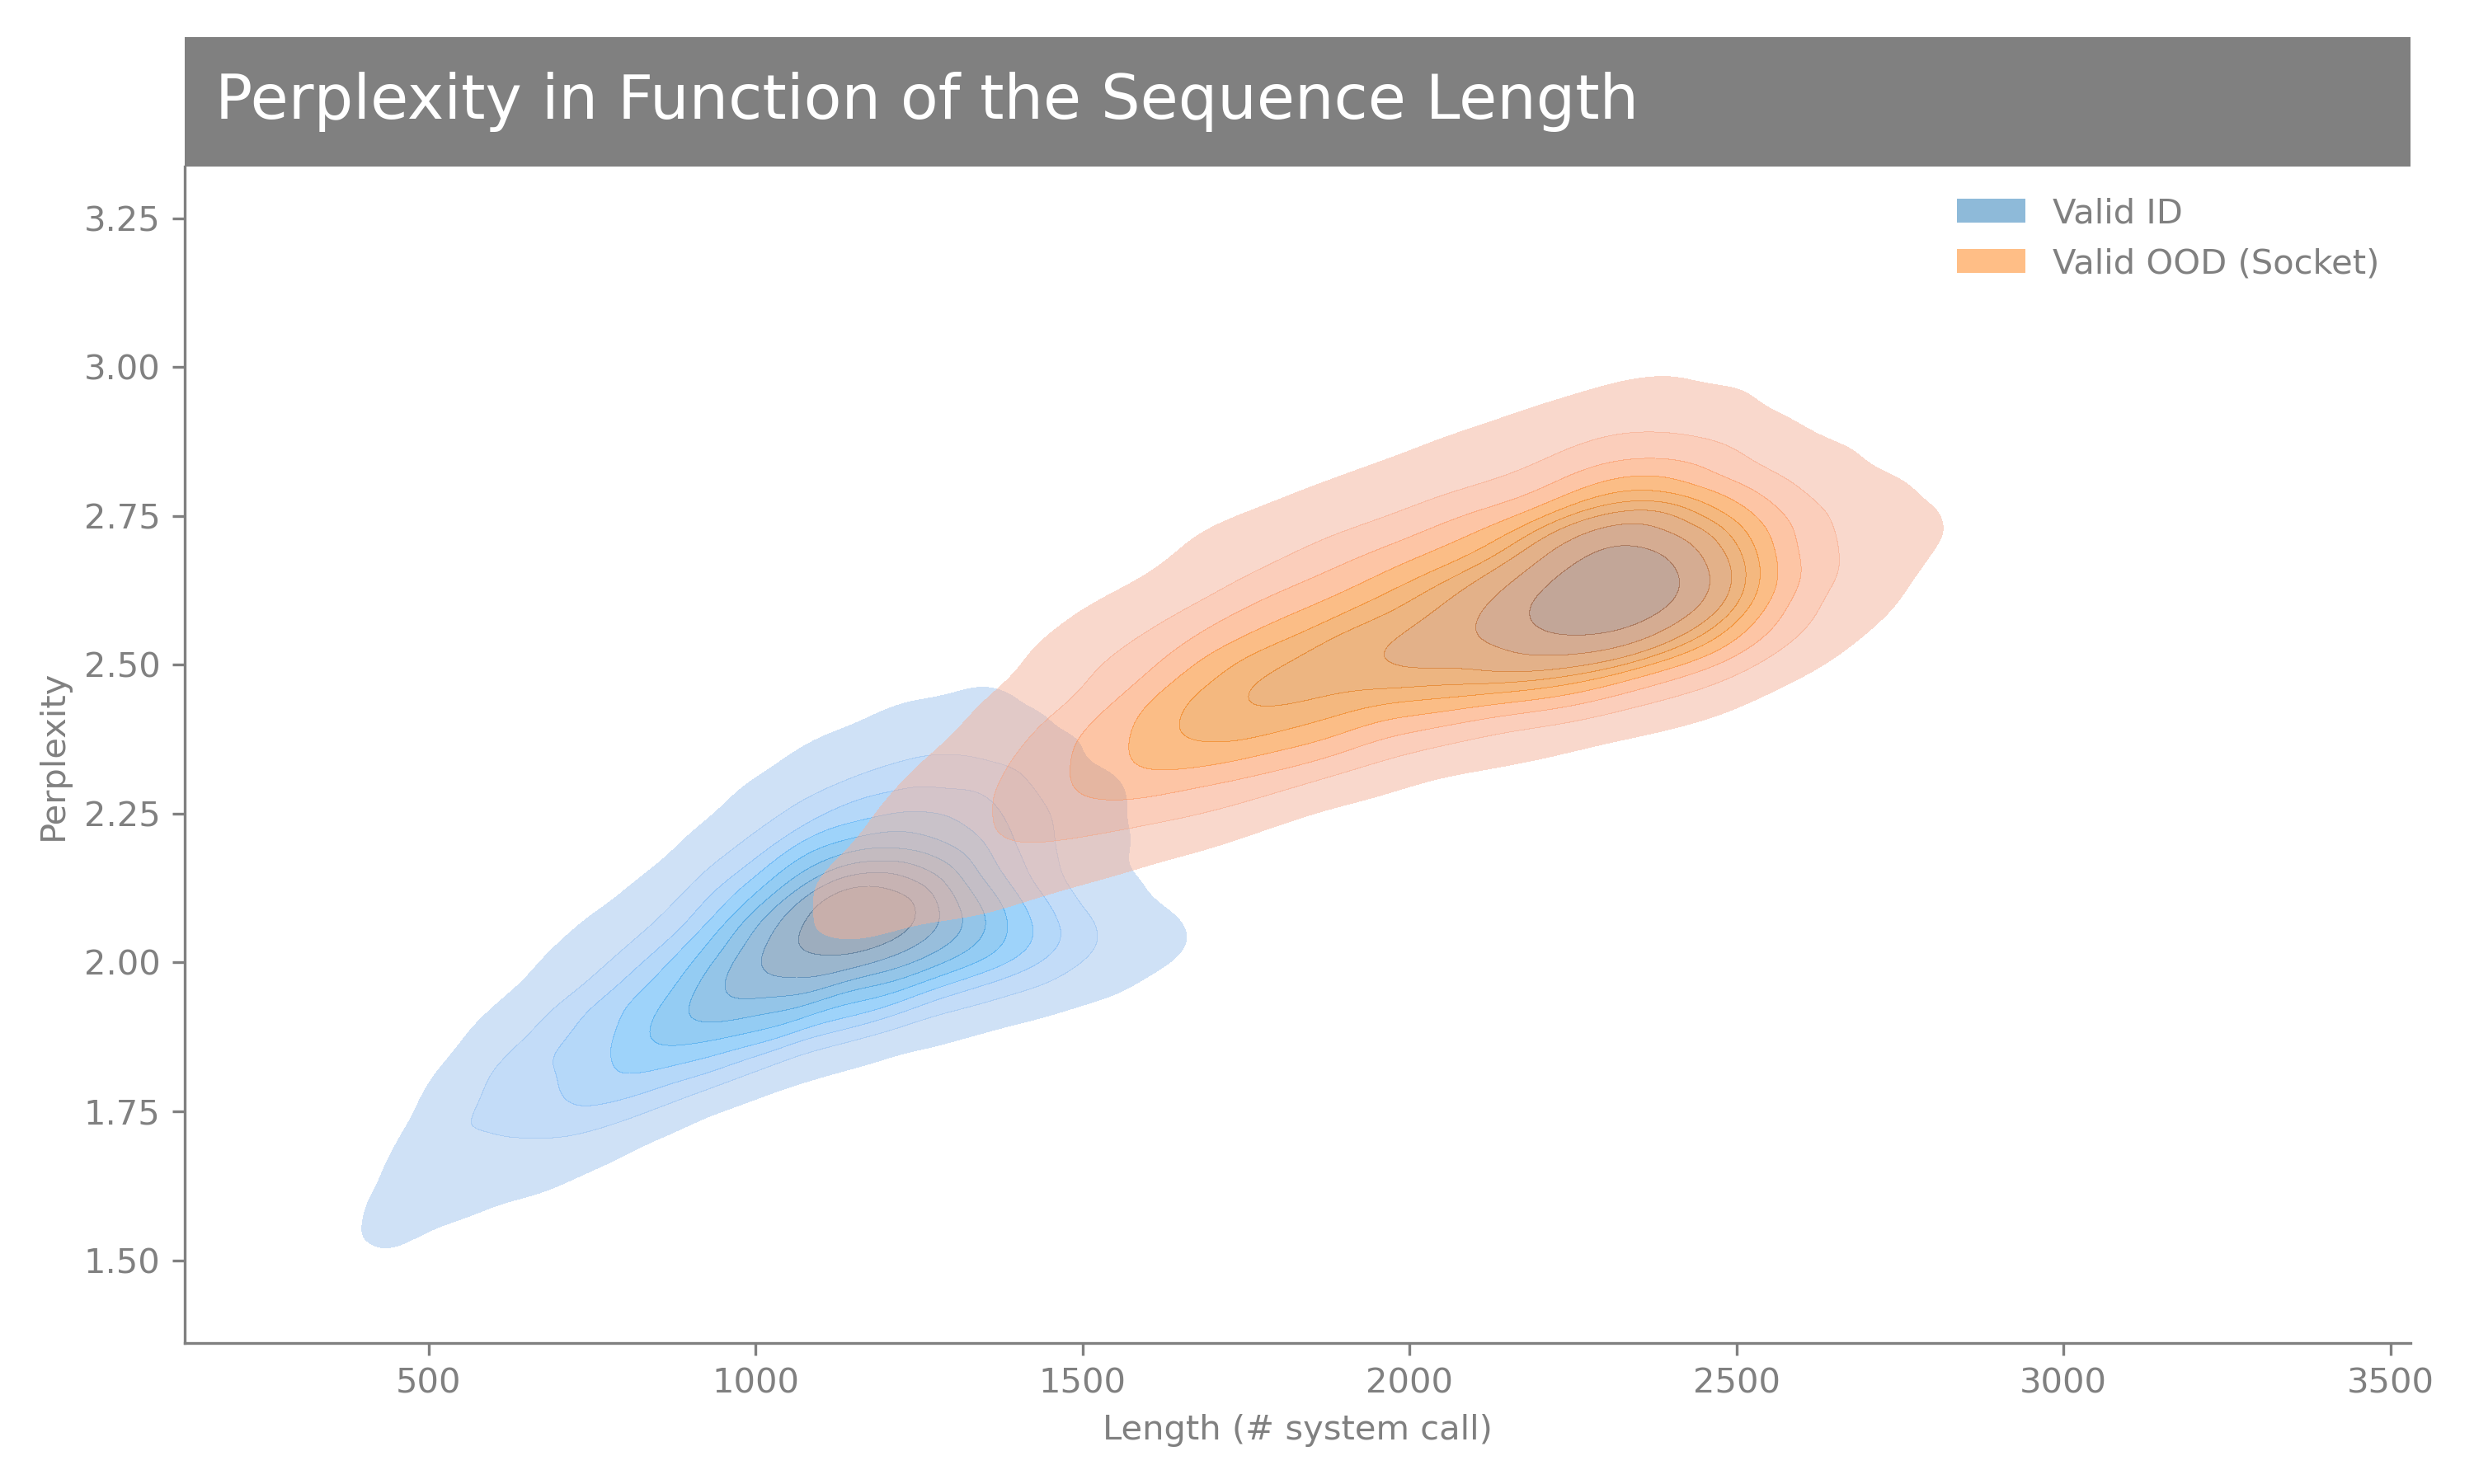 Perplexity in Function of the Sequence Length
Valid ID
Valid OOD (Socket)
3.25
3.00
2.75
2.50
2.25
2.00
1.75
1.50
Perplexity
500 1000 1500 2000 2500 3000 3500
Length (# system call)